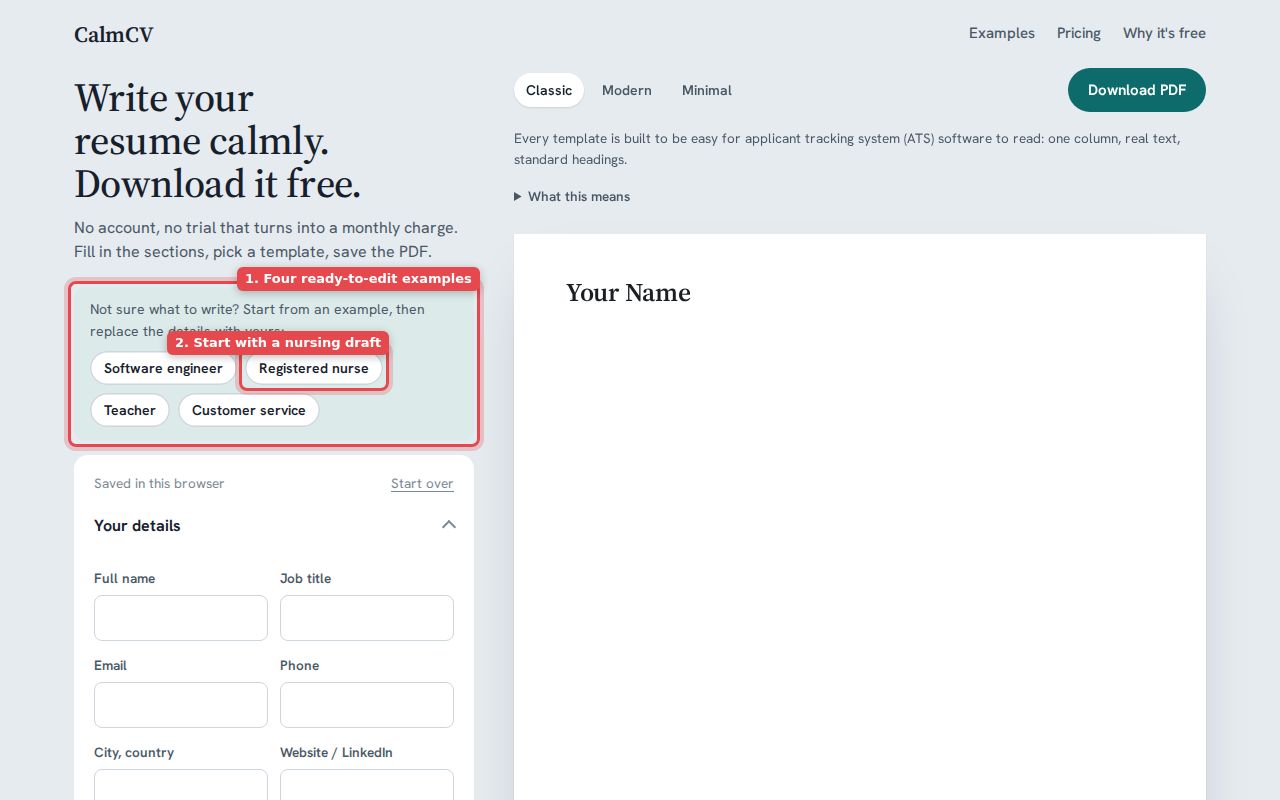 CalmCV
Examples
Pricing
Why it's free
Write your
resume calmly.
Download it free.
No account, no trial that turns into a monthly charge.
Fill in the sections, pick a template, save the PDF.
1. Four ready-to-edit examples
Not sure what to write? Start from an example, then
replace the details with yours:
2. Start with a nursing draft
Software engineer
Registered nurse
Teacher
Customer service
Saved in this browser
Start over
Your details
Full name
Job title
Email
Phone
City, country
Website / LinkedIn
Classic
Modern
Minimal
Download PDF
Every template is built to be easy for applicant tracking system (ATS) software to read: one column, real text,
standard headings.
What this means
Your Name